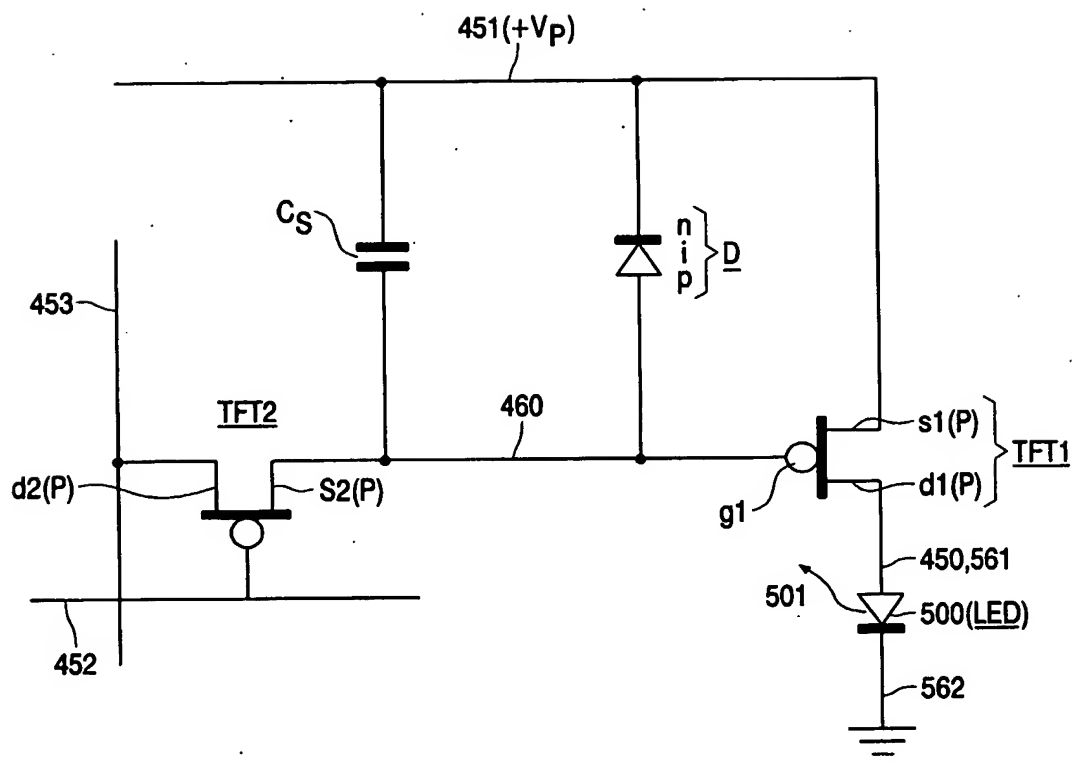 451(+VP)
CS
n
i
p
D
453
TFT2
460
s1(P)
d2(P)
S2(P)
TFT1
d1(P)
g1
450,561
501
500(LED)
452
562